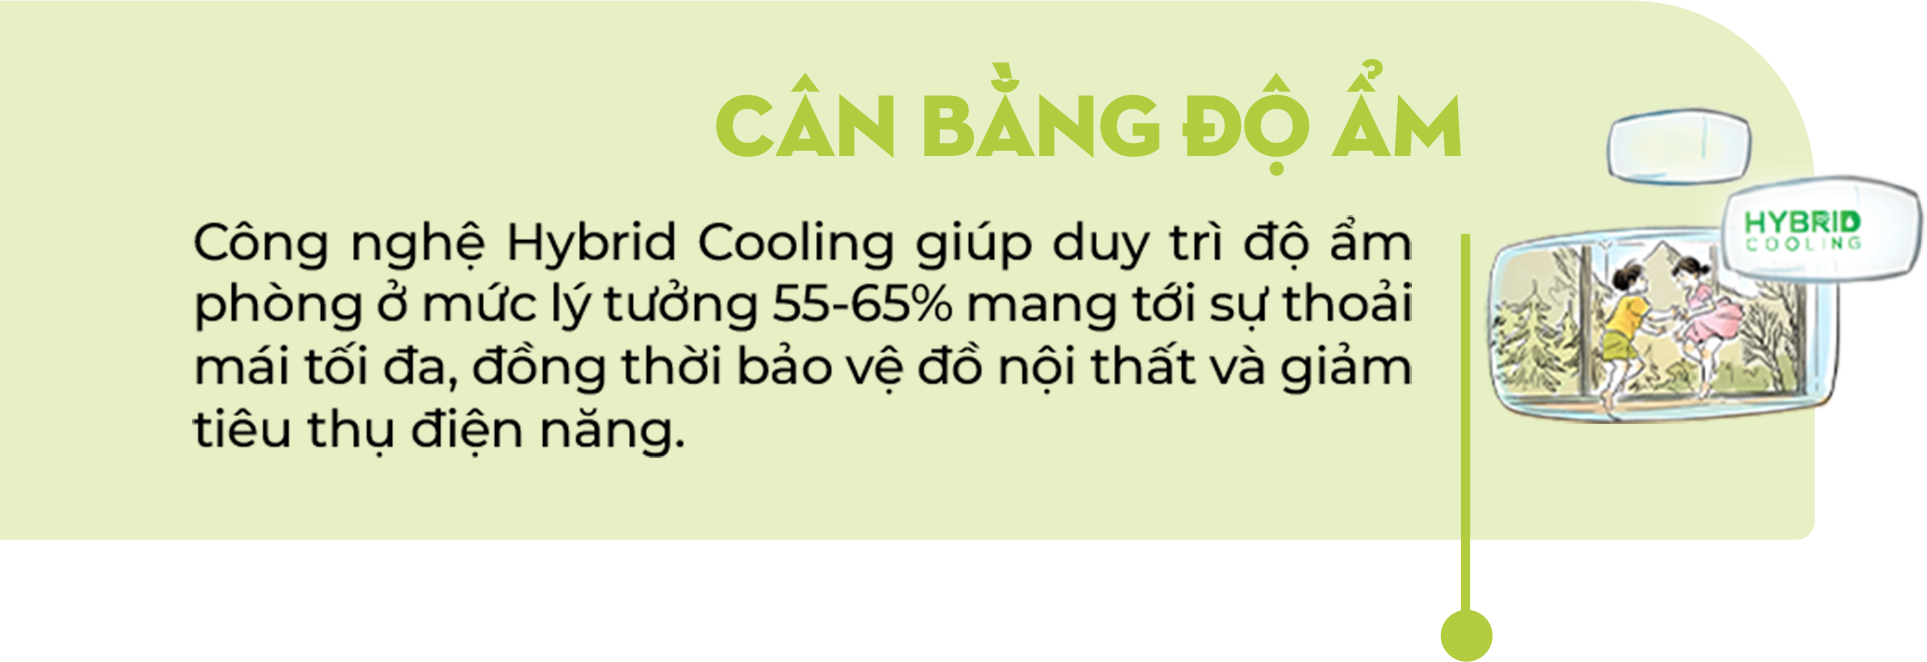 CÂN BẰNG ĐỘ ẨM
Công nghệ Hybrid Cooling giúp duy trì độ ẩm
phòng ở mức lý tưởng 55-65% mang tới sự thoải
mái tối đa, đồng thời bảo vệ đồ nội thất và giảm
tiêu thụ điện năng.
HYBRID
COOLING